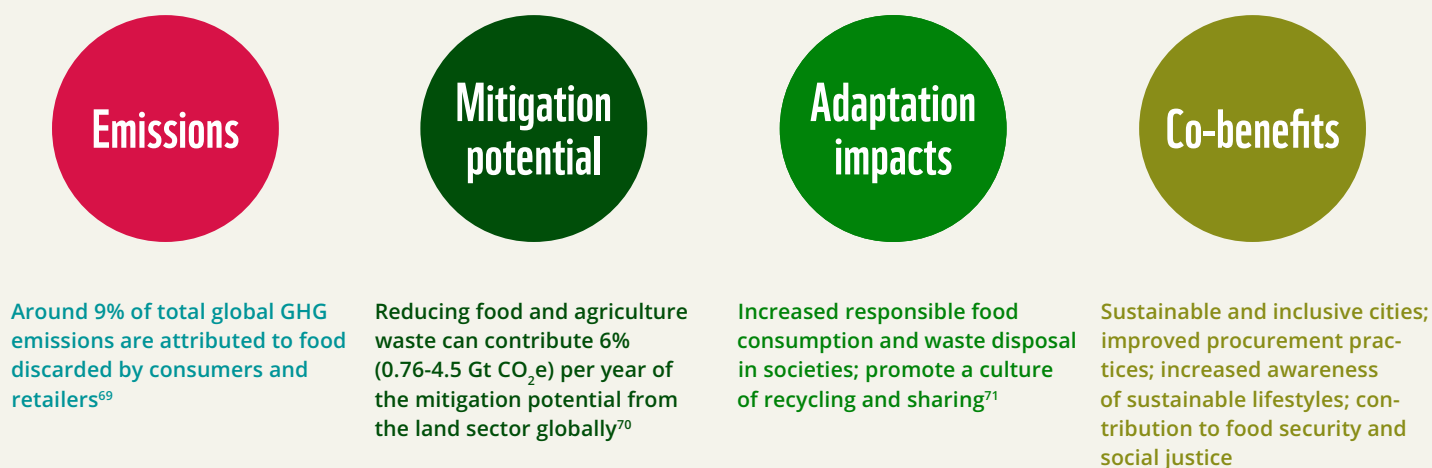 Emissions
Mitigation
potential
Adaptation
impacts
Co-benefits
Around 9% of total global GHG
emissions are attributed to food
discarded by consumers and
retailers69
Reducing food and agriculture
waste can contribute 6%
(0.76-4.5 Gt CO2e) per year of
the mitigation potential from
the land sector globally70
Increased responsible food
consumption and waste disposal
in societies; promote a culture
of recycling and sharing71
Sustainable and inclusive cities;
improved procurement prac-
tices; increased awareness
of sustainable lifestyles; con-
tribution to food security and
social justice